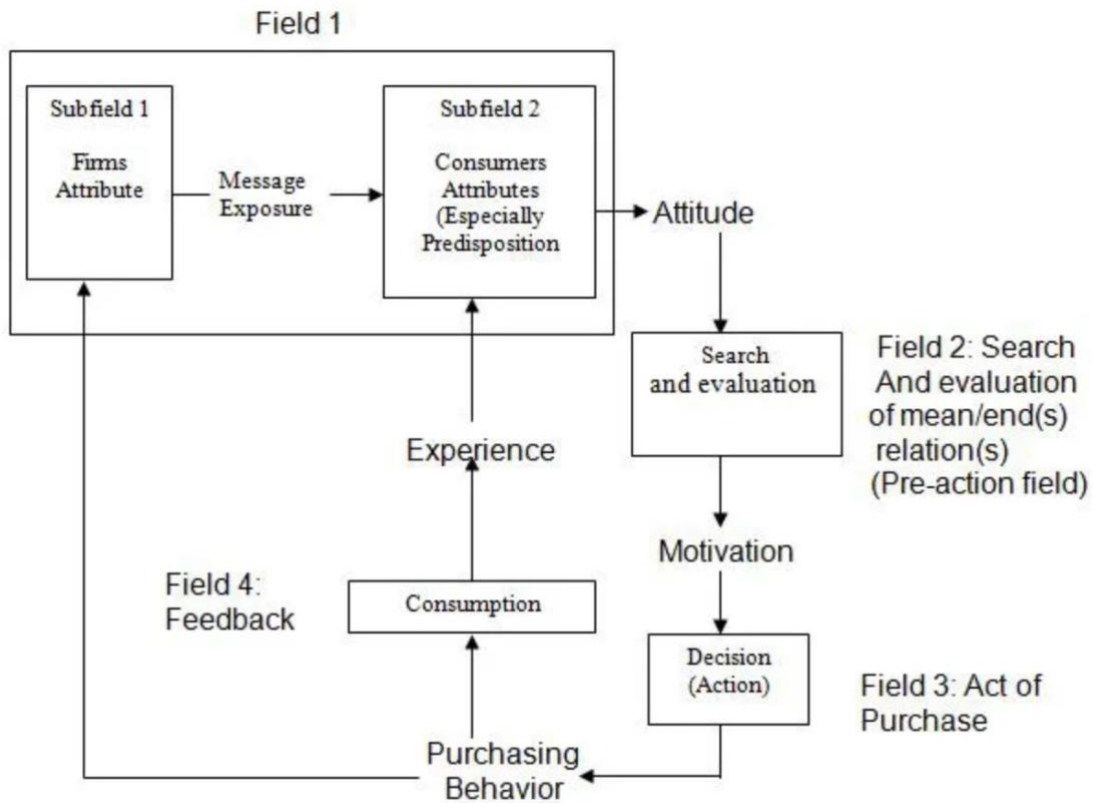 Field 1
Subfield 1
Firms
Attribute
Message
Exposure
Subfield 2
Consumers
Attributes
(Especially
Predisposition
Attitude
Search
and evaluation
Field 2: Search
And evaluation
of mean/end(s)
relation(s)
(Pre-action field)
Motivation
Decision
(Action)
Field 3: Act of
Purchase
Purchasing
Behavior
Consumption
Field 4:
Feedback
Experience